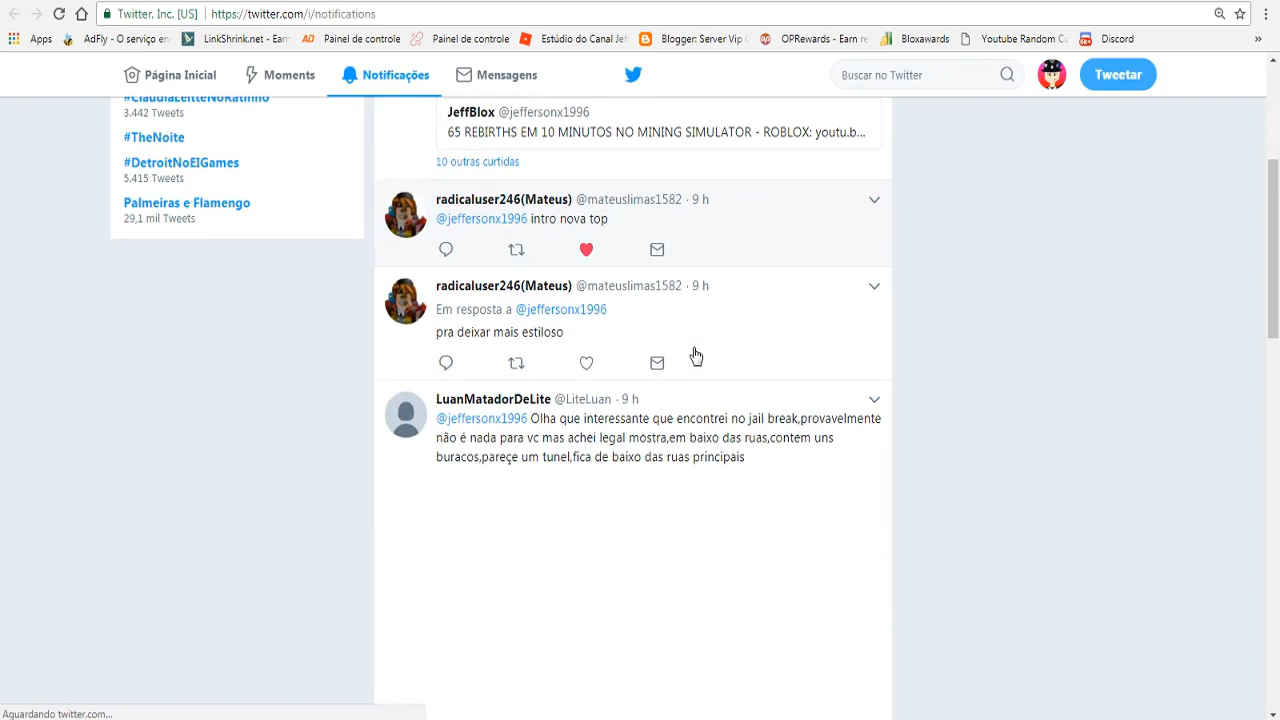 Twitter, Inc. [US] https://twitter.com/i/notifications
Apps AdFly - O serviço en LinkShrink.net - Earn Painel de controle Painel de controle Estúdio do Canal Jef Blogger: Server Vip OPRewards - Earn re Bloxawards Youtube Random Co Discord »
Página Inicial Moments Notificações Mensagens Buscar no Twitter Tweetar
#ClaudiaLeitteNoRatinho
3.442 Tweets
#TheNoite
#DetroitNoEIGames
5.415 Tweets
Palmeiras e Flamengo
29,1 mil Tweets
JeffBlox @jeffersonx1996
65 REBIRTHS EM 10 MINUTOS NO MINING SIMULATOR - ROBLOX: youtu.b...
10 outras curtidas
radicaluser246(Mateus) @mateuslimas1582 · 9 h
@jeffersonx1996 intro nova top
radicaluser246(Mateus) @mateuslimas1582 · 9 h
Em resposta a @jeffersonx1996
pra deixar mais estiloso
LuanMatadorDeLite @LiteLuan · 9 h
@jeffersonx1996 Olha que interessante que encontrei no jail break,provavelmente
não é nada para vc mas achei legal mostra,em baixo das ruas,contem uns
buracos,pareçe um tunel,fica de baixo das ruas principais
Aguardando twitter.com...